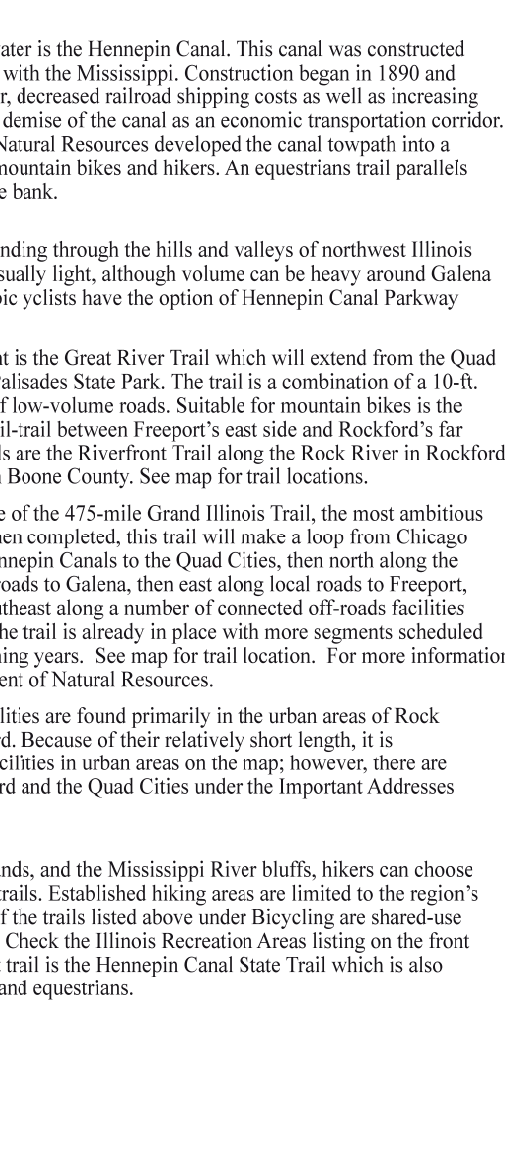 ater is the Hennepin Canal. This canal was constructed
with the Mississippi. Construction began in 1890 and
r, decreased railroad shipping costs as well as increasing
demise of the canal as an economic transportation corridor.
Natural Resources developed the canal towpath into a
mountain bikes and hikers. An equestrians trail parallels
e bank.
nding through the hills and valleys of northwest Illinois
sually light, although volume can be heavy around Galena
bic yclists have the option of Hennepin Canal Parkway
nt is the Great River Trail which will extend from the Quad
Palisades State Park. The trail is a combination of a 10-ft.
f low-volume roads. Suitable for mountain bikes is the
il-trail between Freeport’s east side and Rockford’s far
ls are the Riverfront Trail along the Rock River in Rockford
n Boone County. See map for trail locations.
e of the 475-mile Grand Illinois Trail, the most ambitious
hen completed, this trail will make a loop from Chicago
nnepin Canals to the Quad Cities, then north along the
roads to Galena, then east along local roads to Freeport,
utheast along a number of connected off-roads facilities
the trail is already in place with more segments scheduled
ning years.  See map for trail location.  For more information
ent of Natural Resources.
lities are found primarily in the urban areas of Rock
rd. Because of their relatively short length, it is
cilities in urban areas on the map; however, there are
rd and the Quad Cities under the Important Addresses
nds, and the Mississippi River bluffs, hikers can choose
trails. Established hiking areas are limited to the region’s
f the trails listed above under Bicycling are shared-use
Check the Illinois Recreation Areas listing on the front
t trail is the Hennepin Canal State Trail which is also
and equestrians.